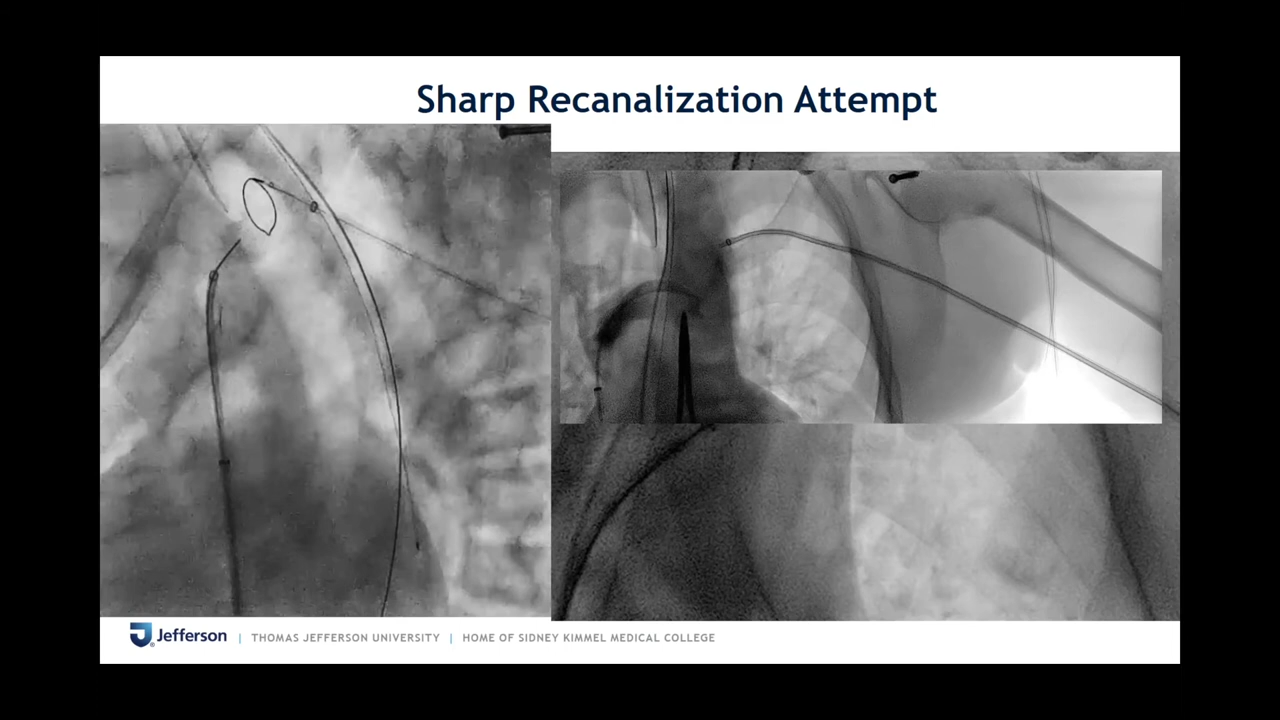 Sharp Recanalization Attempt
Jefferson | THOMAS JEFFERSON UNIVERSITY | HOME OF SIDNEY KIMMEL MEDICAL COLLEGE